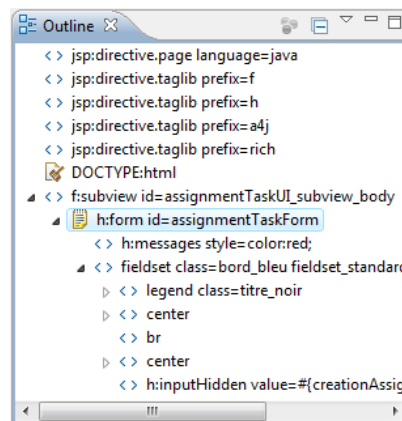 Outline
jsp:directive.page language=java
jsp:directive.taglib prefix=f
jsp:directive.taglib prefix=h
jsp:directive.taglib prefix=a4j
jsp:directive.taglib prefix=rich
DOCTYPE:html
f:subview id=assignmentTaskUI_subview_body
h:form id=assignmentTaskForm
h:messages style=color:red;
fieldset class=bord_bleu fieldset_standard
legend class=titre_noir
center
br
center
h:inputHidden value=#{creationAssig